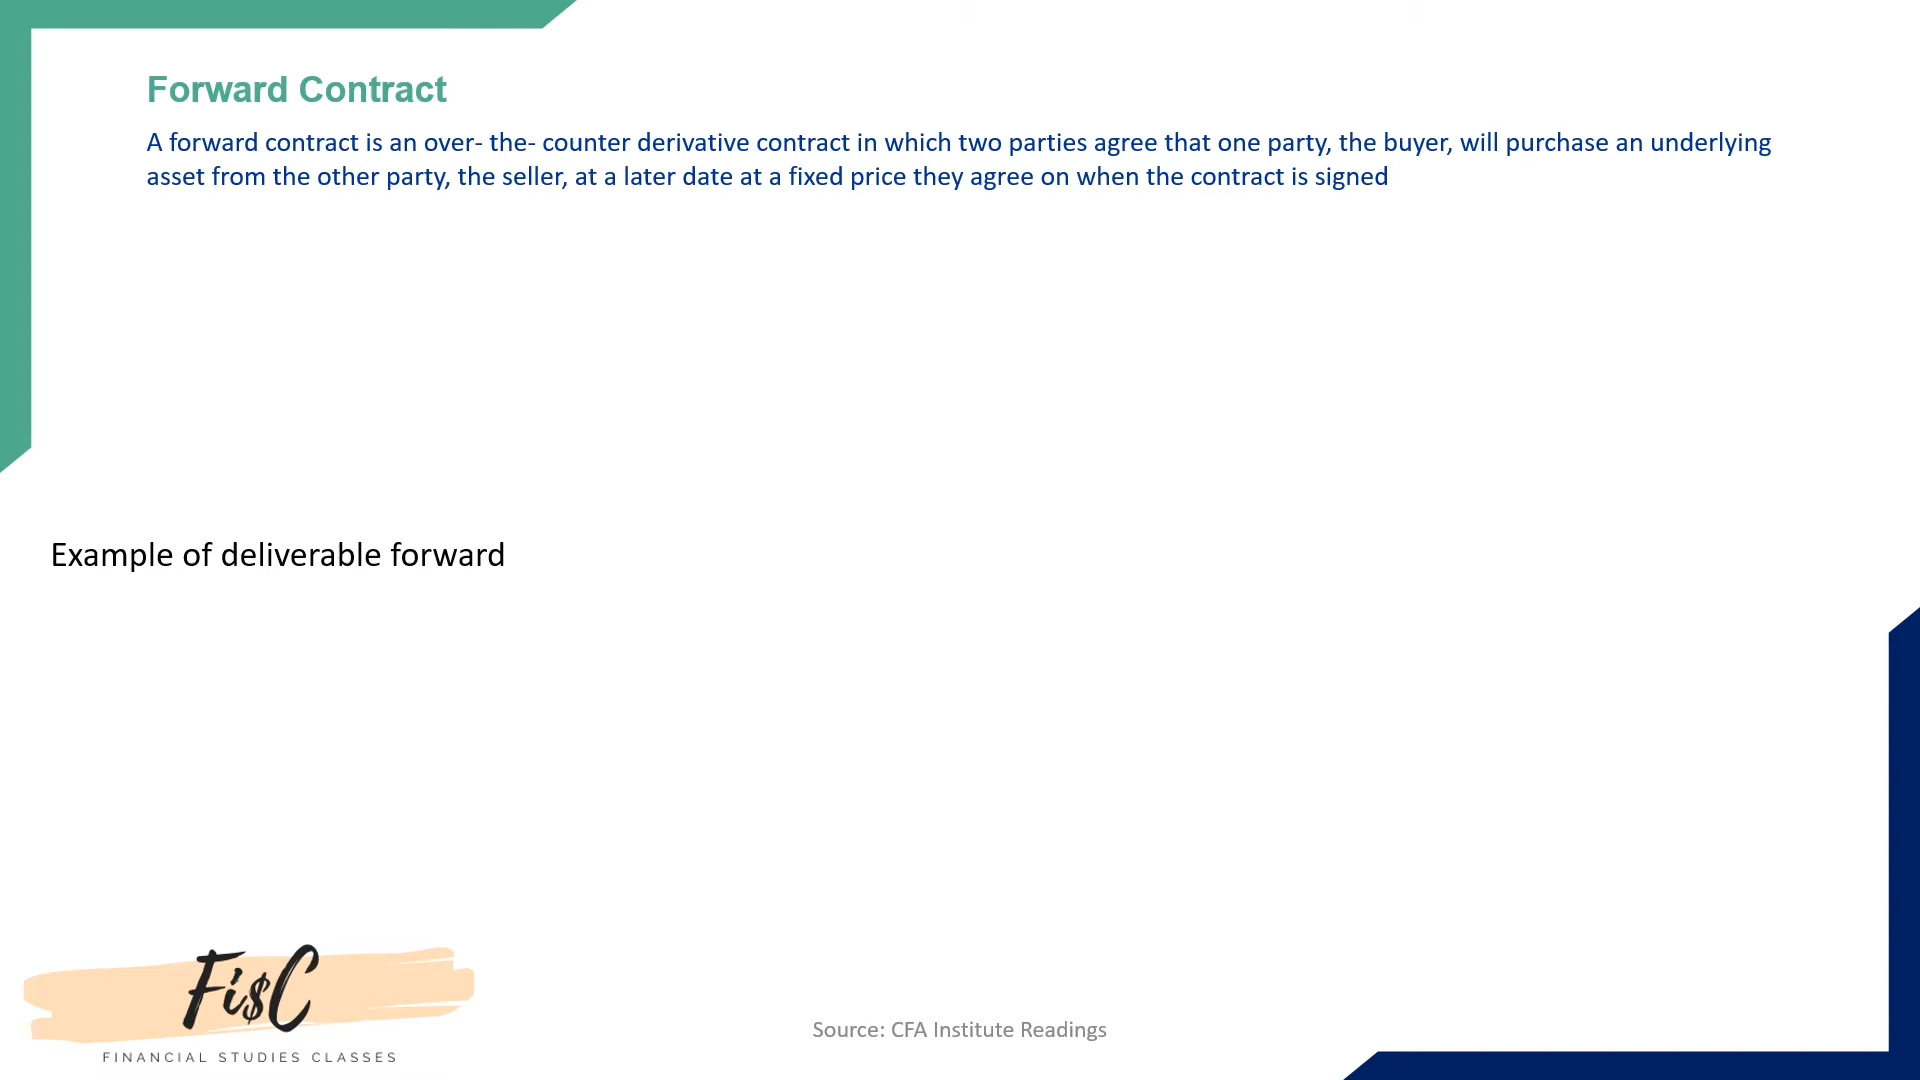 Forward Contract
A forward contract is an over- the- counter derivative contract in which two parties agree that one party, the buyer, will purchase an underlying
asset from the other party, the seller, at a later date at a fixed price they agree on when the contract is signed
Example of deliverable forward
Fi$C
FINANCIAL STUDIES CLASSES
Source: CFA Institute Readings